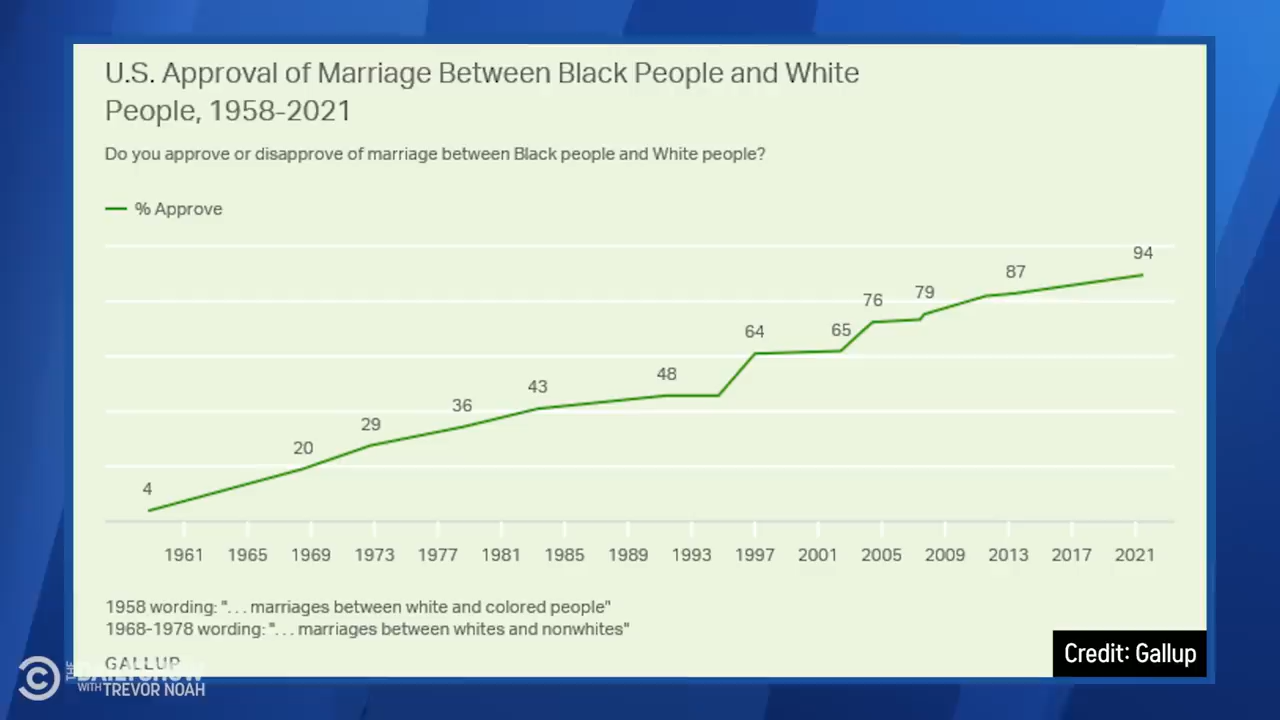 U.S. Approval of Marriage Between Black People and White
People, 1958-2021
Do you approve or disapprove of marriage between Black people and White people?
% Approve
94
87
79
76
65
64
48
43
36
29
20
4
1961 1965 1969 1973 1977 1981 1985 1989 1993 1997 2001 2005 2009 2013 2017 2021
1958 wording: ". . . marriages between white and colored people"
1968-1978 wording: ". . . marriages between whites and nonwhites"
GALLUP
Credit: Gallup
THE
DAILY SHOW
WITH TREVOR NOAH